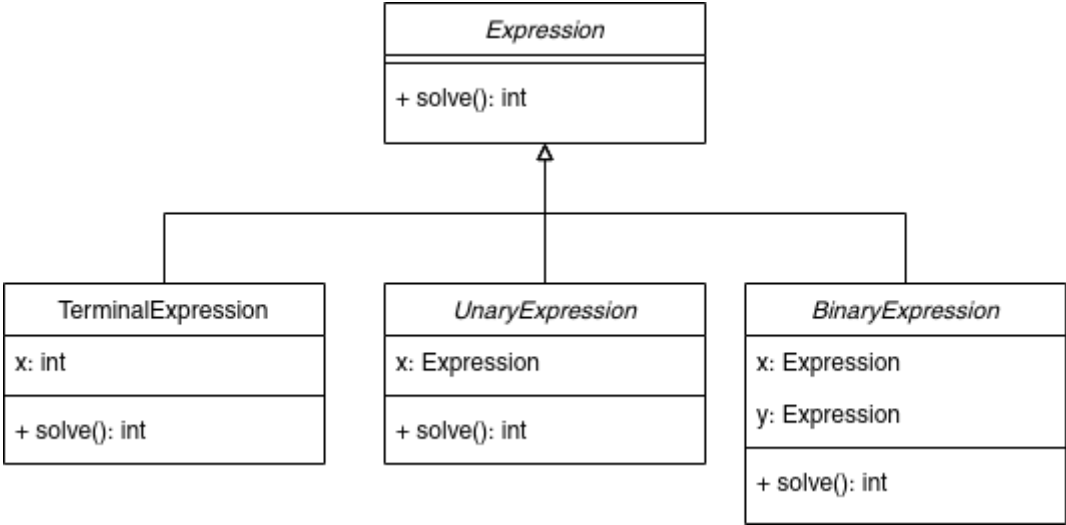 Expression
+ solve(): int
TerminalExpression
x: int
+ solve(): int
UnaryExpression
x: Expression
+ solve(): int
BinaryExpression
x: Expression
y: Expression
+ solve(): int